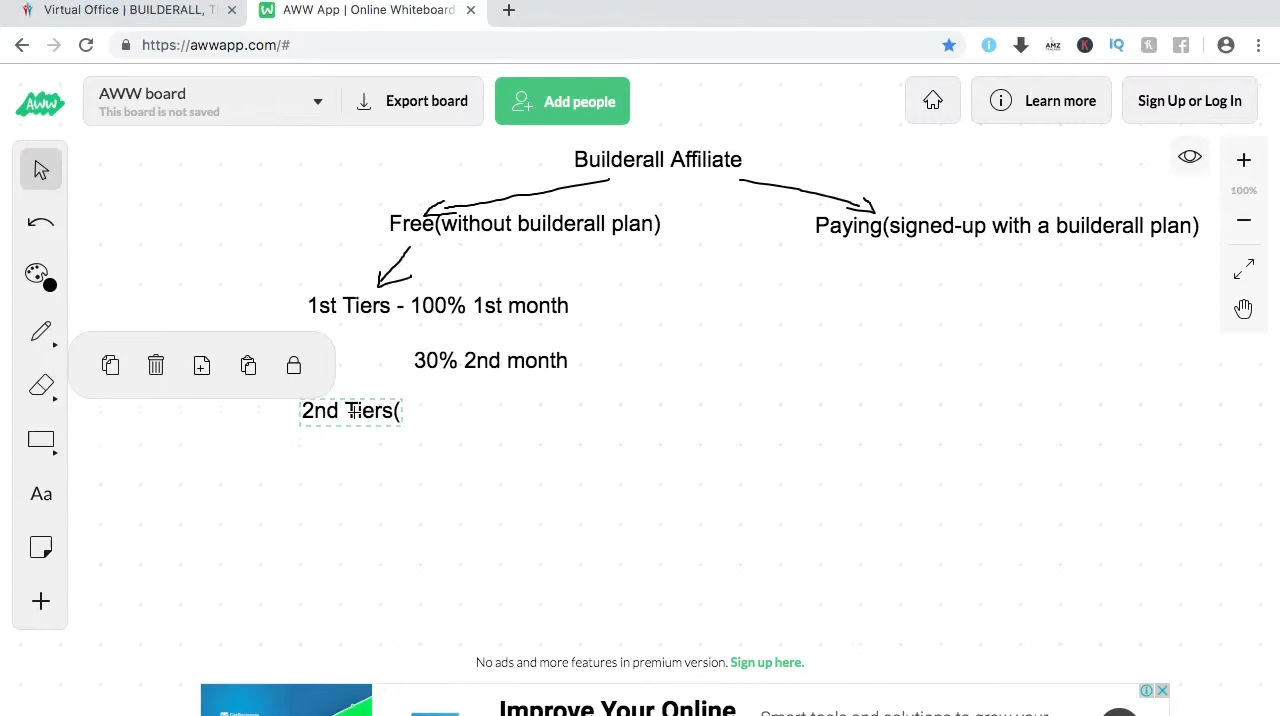 Virtual Office | BUILDERALL, T
AWW App | Online Whiteboard
https://awwapp.com/#
AMZ
K
IQ
AWW
AWW board
This board is not saved
Export board
Add people
Learn more
Sign Up or Log In
Builderall Affiliate
100%
Free(without builderall plan)
Paying(signed-up with a builderall plan)
1st Tiers - 100% 1st month
30% 2nd month
2nd Tiers(
Aa
No ads and more features in premium version. Sign up here.
Improve Your Online
Smart tools and solutions to grow your